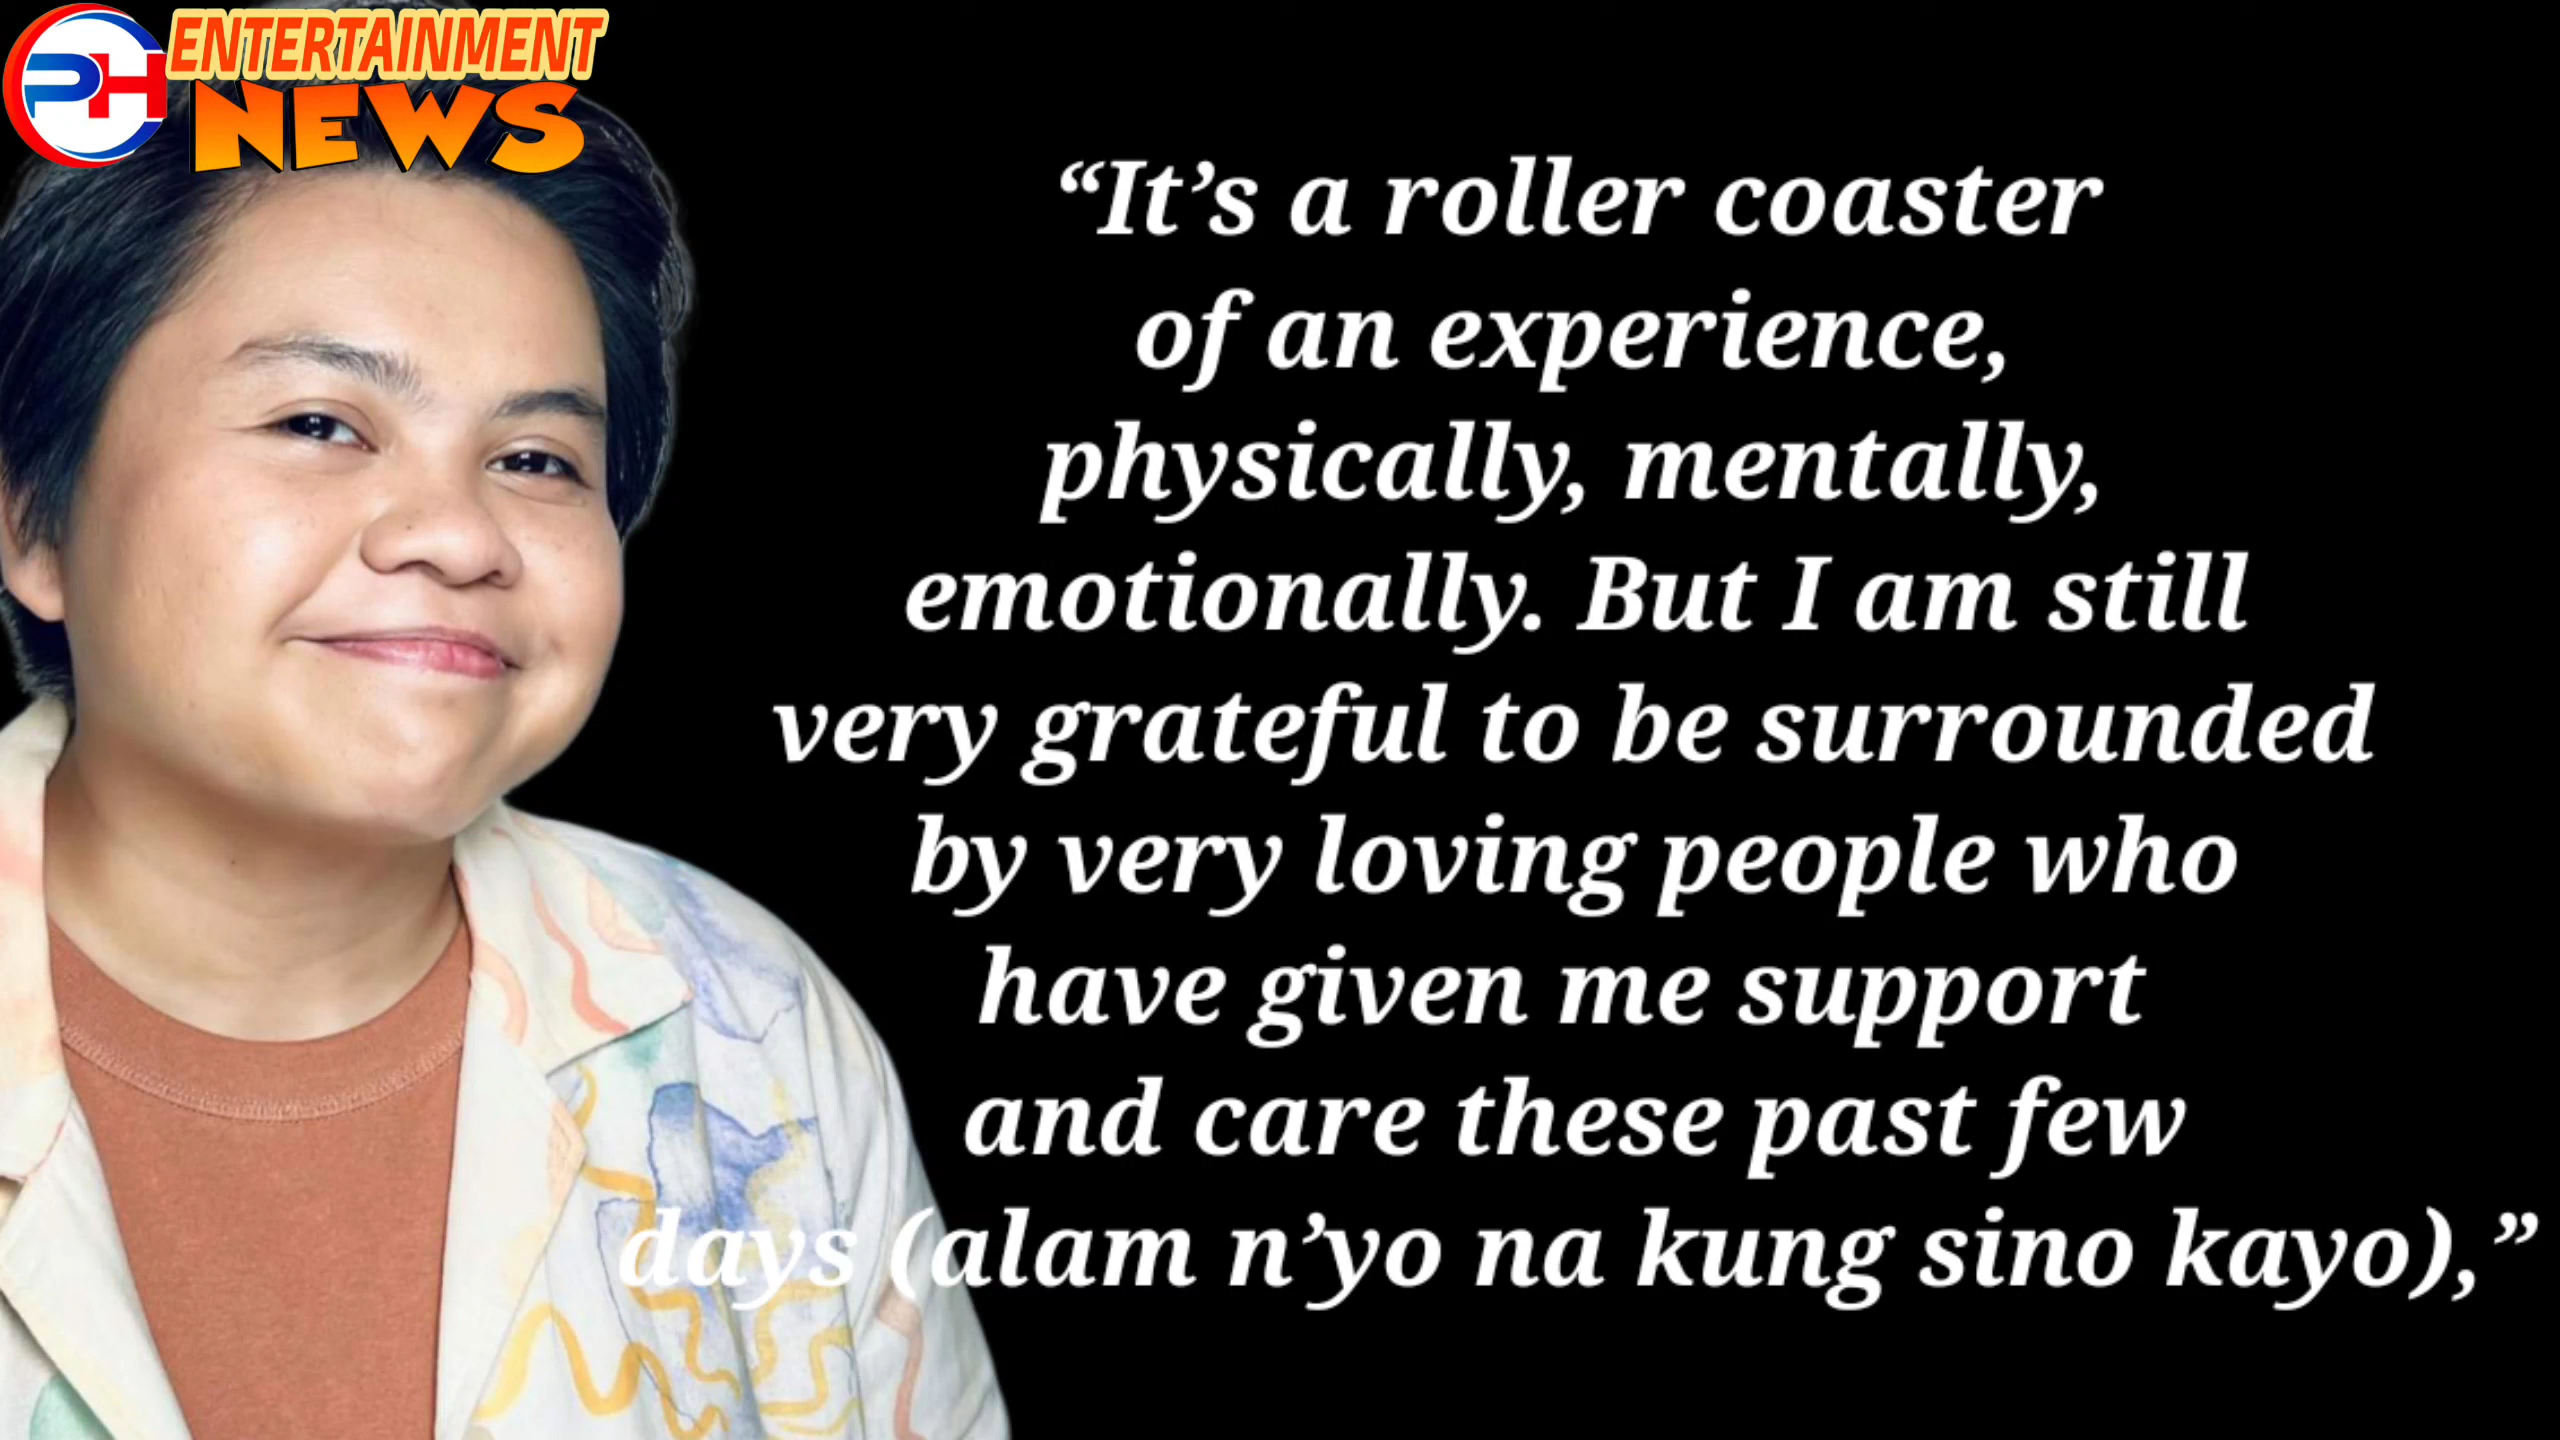 PH ENTERTAINMENT
NEWS
“It’s a roller coaster
of an experience,
physically, mentally,
emotionally. But I am still
very grateful to be surrounded
by very loving people who
have given me support
and care these past few
days (alam n’yo na kung sino kayo),”